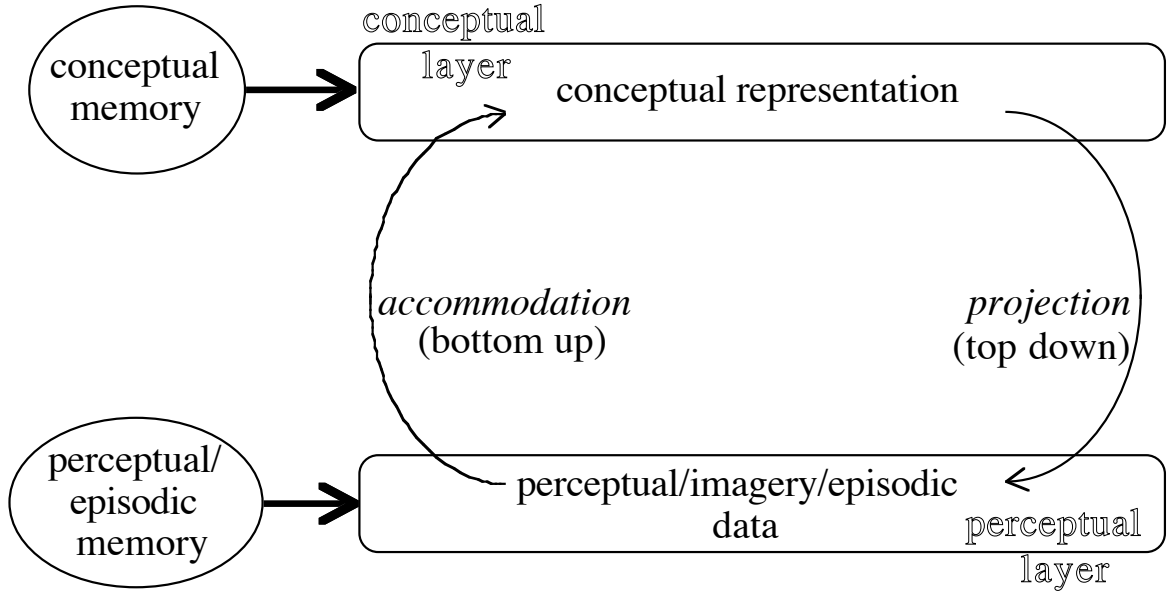 conceptual
layer
conceptual
memory
conceptual representation
accommodation
(bottom up)
projection
(top down)
perceptual/
episodic
memory
perceptual/imagery/episodic
data
perceptual
layer